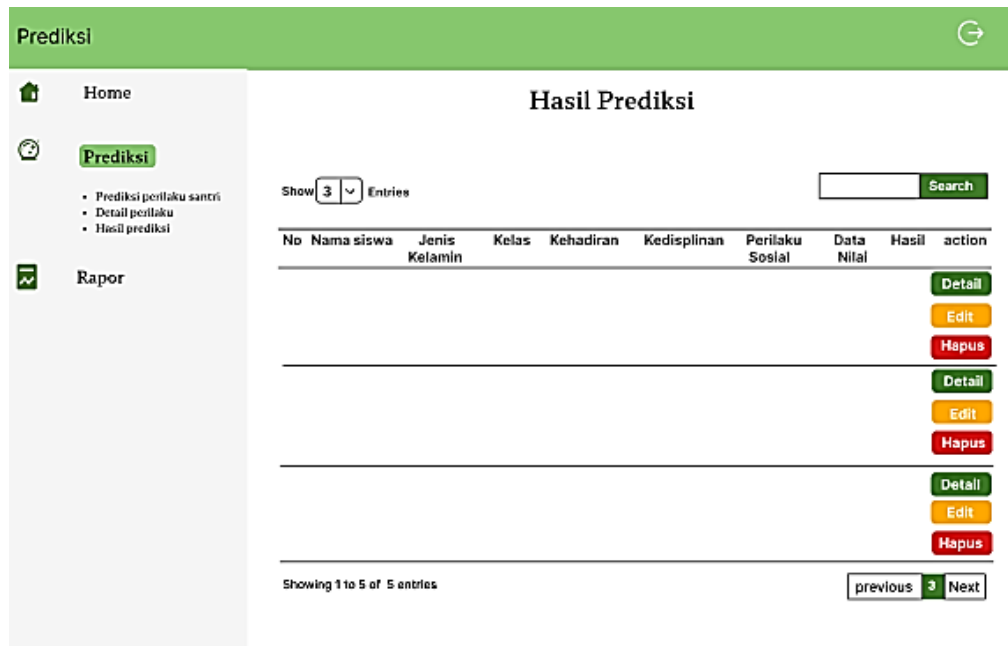 Prediksi
Home
Prediksi
• Prediksi perilaku santri
• Detail perilaku
• Hasil prediksi
Rapor
Hasil Prediksi
Show 3 Entries
Search
No Nama siswa Jenis Kelamin Kelas Kehadiran Kedisplinan Perilaku Sosial Data Nilai Hasil action
Detail
Edit
Hapus
Detail
Edit
Hapus
Detail
Edit
Hapus
Showing 1 to 5 of 5 entries
previous 3 Next